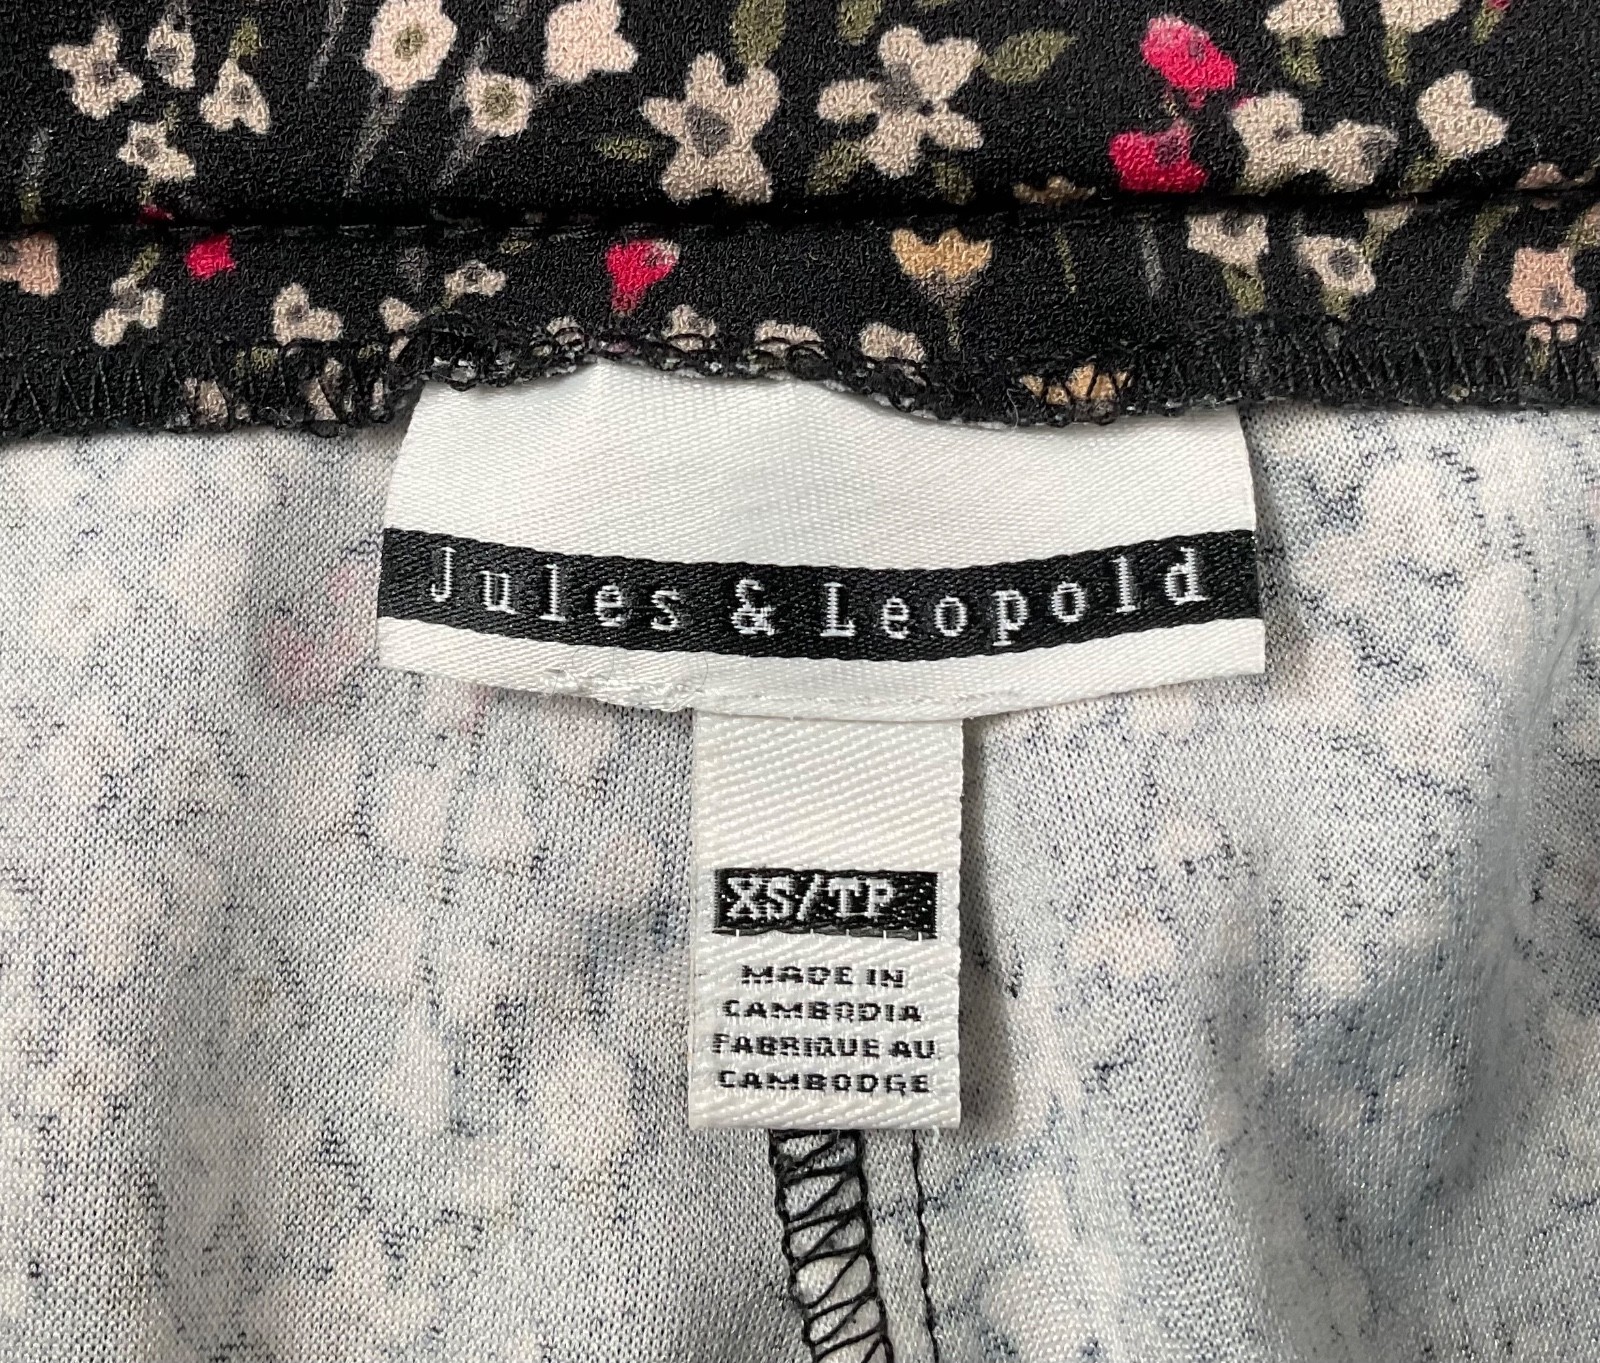 Jules & Leopold
XS/TP
MADE IN
CAMBODIA
FABRIQUE AU
CAMBODGE